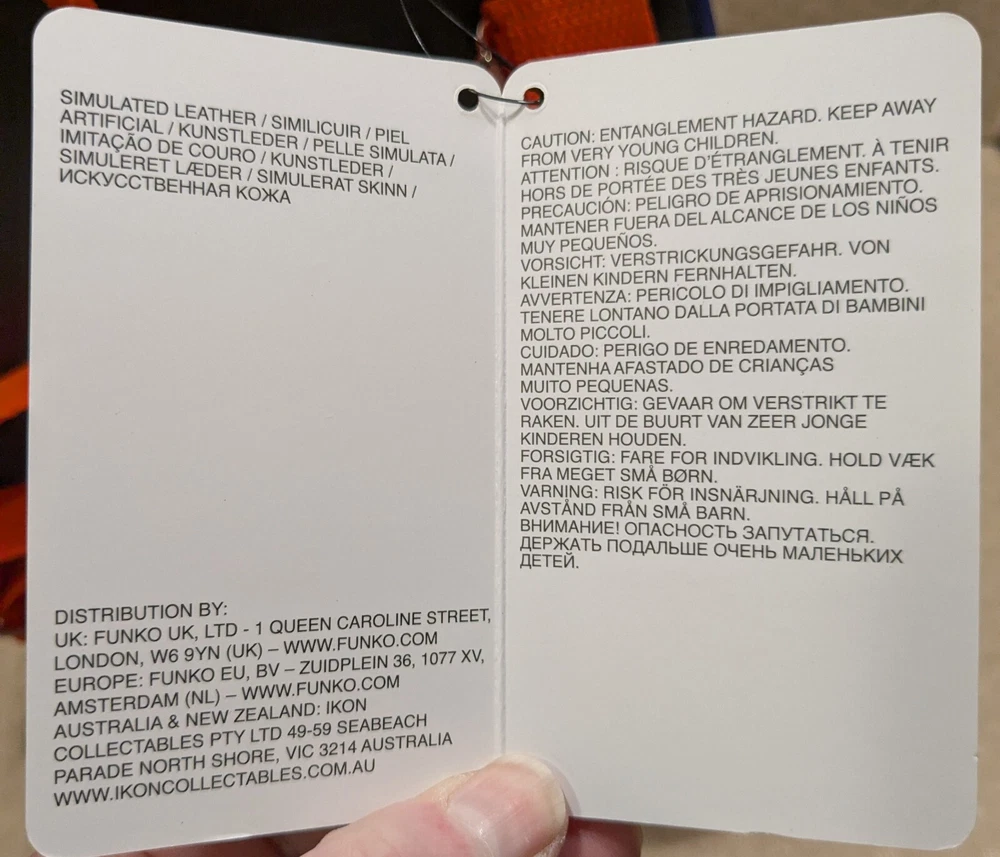 SIMULATED LEATHER / SIMILICUIR / PIEL
ARTIFICIAL / KUNSTLEDER / PELLE SIMULATA /
IMITAÇÃO DE COURO / KUNSTLEDER /
SIMULERET LÆDER / SIMULERAT SKINN /
ИСКУССТВЕННАЯ КОЖА
DISTRIBUTION BY:
UK: FUNKO UK, LTD - 1 QUEEN CAROLINE STREET,
LONDON, W6 9YN (UK) – WWW.FUNKO.COM
EUROPE: FUNKO EU, BV – ZUIDPLEIN 36, 1077 XV,
AMSTERDAM (NL) – WWW.FUNKO.COM
AUSTRALIA & NEW ZEALAND: IKON
COLLECTABLES PTY LTD 49-59 SEABEACH
PARADE NORTH SHORE, VIC 3214 AUSTRALIA
WWW.IKONCOLLECTABLES.COM.AU
CAUTION: ENTANGLEMENT HAZARD. KEEP AWAY
FROM VERY YOUNG CHILDREN.
ATTENTION : RISQUE D'ÉTRANGLEMENT. À TENIR
HORS DE PORTÉE DES TRÈS JEUNES ENFANTS.
PRECAUCIÓN: PELIGRO DE APRISIONAMIENTO.
MANTENER FUERA DEL ALCANCE DE LOS NIÑOS
MUY PEQUEÑOS.
VORSICHT: VERSTRICKUNGSGEFAHR. VON
KLEINEN KINDERN FERNHALTEN.
AVVERTENZA: PERICOLO DI IMPIGLIAMENTO.
TENERE LONTANO DALLA PORTATA DI BAMBINI
MOLTO PICCOLI.
CUIDADO: PERIGO DE ENREDAMENTO.
MANTENHA AFASTADO DE CRIANÇAS
MUITO PEQUENAS.
VOORZICHTIG: GEVAAR OM VERSTRIKT TE
RAKEN. UIT DE BUURT VAN ZEER JONGE
KINDEREN HOUDEN.
FORSIGTIG: FARE FOR INDVIKLING. HOLD VÆK
FRA MEGET SMÅ BØRN.
VARNING: RISK FÖR INSNÄRJNING. HÅLL PÅ
AVSTÅND FRÅN SMÅ BARN.
ВНИМАНИЕ! ОПАСНОСТЬ ЗАПУТАТЬСЯ.
ДЕРЖАТЬ ПОДАЛЬШЕ ОЧЕНЬ МАЛЕНЬКИХ
ДЕТЕЙ.